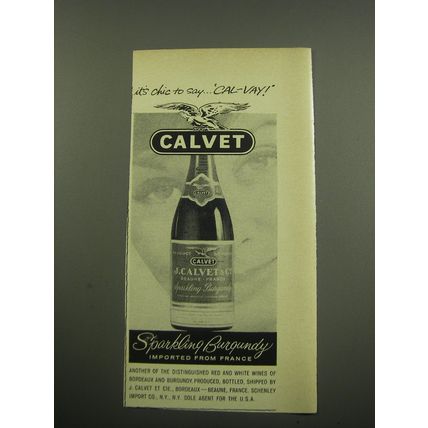 it's chic to say... "CAL-VAY!"
CALVET
CALVET
J. CALVET & Cie
BEAUNE - FRANCE
Sparkling Burgundy
Sparkling Burgundy
IMPORTED FROM FRANCE
ANOTHER OF THE DISTINGUISHED RED AND WHITE WINES OF
BORDEAUX AND BURGUNDY PRODUCED, BOTTLED, SHIPPED BY
J. CALVET ET CIE., BORDEAUX—BEAUNE, FRANCE. SCHENLEY
IMPORT CO., N.Y., N.Y. SOLE AGENT FOR THE U.S.A.